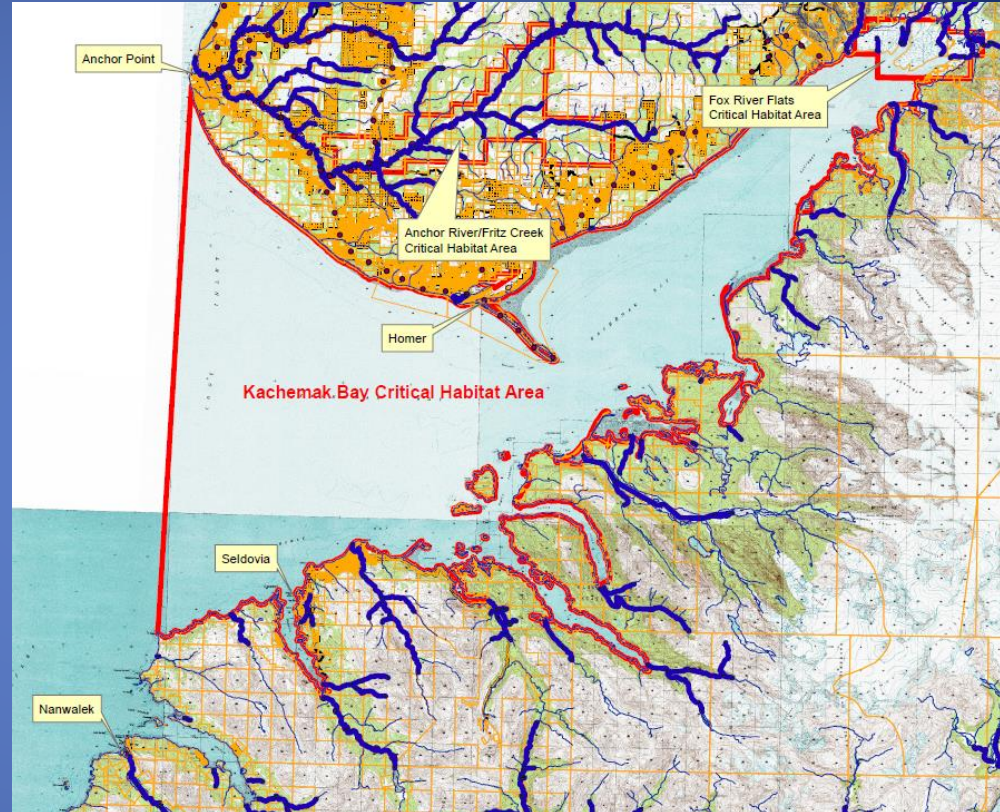 Anchor Point
Fox River Flats
Critical Habitat Area
Anchor River/Fritz Creek
Critical Habitat Area
Homer
Kachemak Bay Critical Habitat Area
Seldovia
Nanwalek